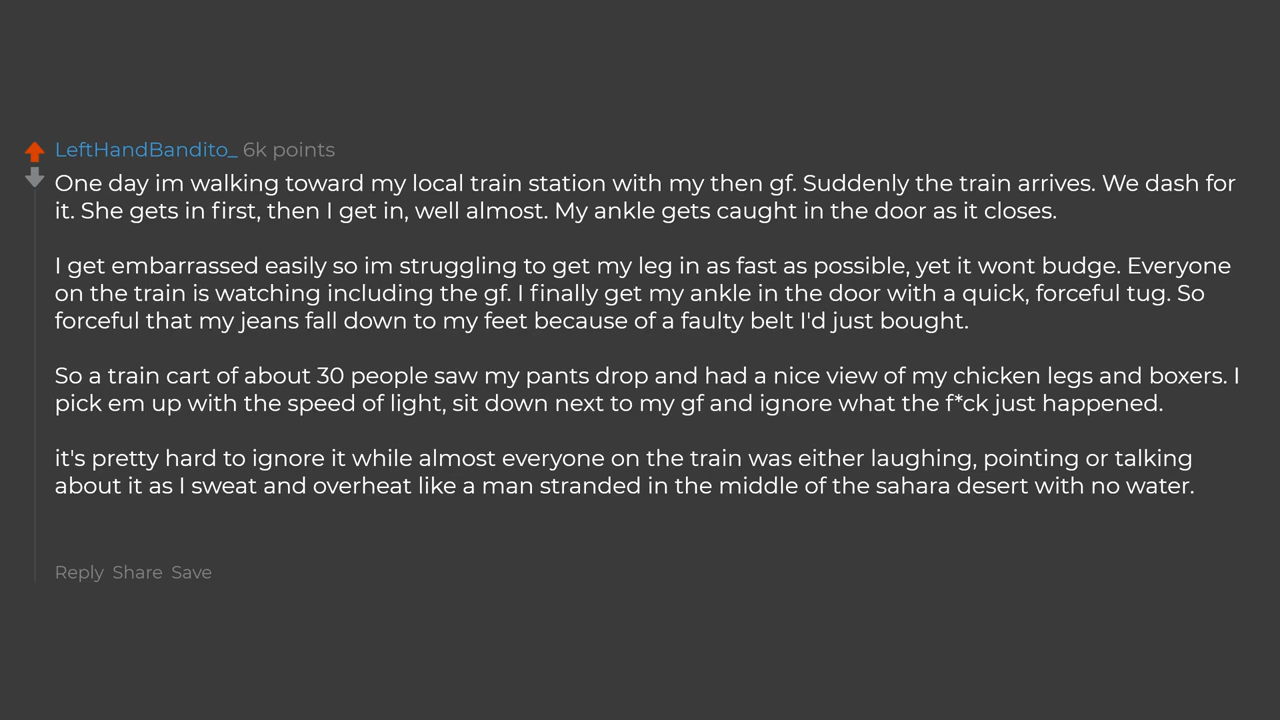 LeftHandBandito_ 6k points
One day im walking toward my local train station with my then gf. Suddenly the train arrives. We dash for
it. She gets in first, then I get in, well almost. My ankle gets caught in the door as it closes.
I get embarrassed easily so im struggling to get my leg in as fast as possible, yet it wont budge. Everyone
on the train is watching including the gf. I finally get my ankle in the door with a quick, forceful tug. So
forceful that my jeans fall down to my feet because of a faulty belt I'd just bought.
So a train cart of about 30 people saw my pants drop and had a nice view of my chicken legs and boxers. I
pick em up with the speed of light, sit down next to my gf and ignore what the f*ck just happened.
it's pretty hard to ignore it while almost everyone on the train was either laughing, pointing or talking
about it as I sweat and overheat like a man stranded in the middle of the sahara desert with no water.
Reply Share Save